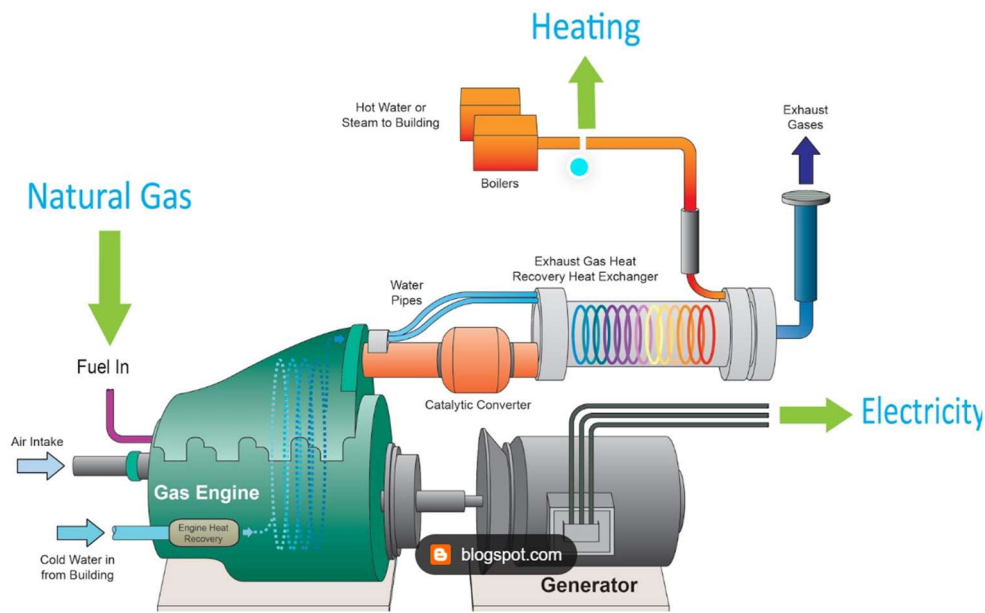 Heating
Hot Water or
Steam to Building
Boilers
Exhaust
Gases
Natural Gas
Exhaust Gas Heat
Recovery Heat Exchanger
Water
Pipes
Fuel In
Catalytic Converter
Electricity
Air Intake
Gas Engine
Engine Heat
Recovery
Cold Water in
from Building
blogspot.com
Generator